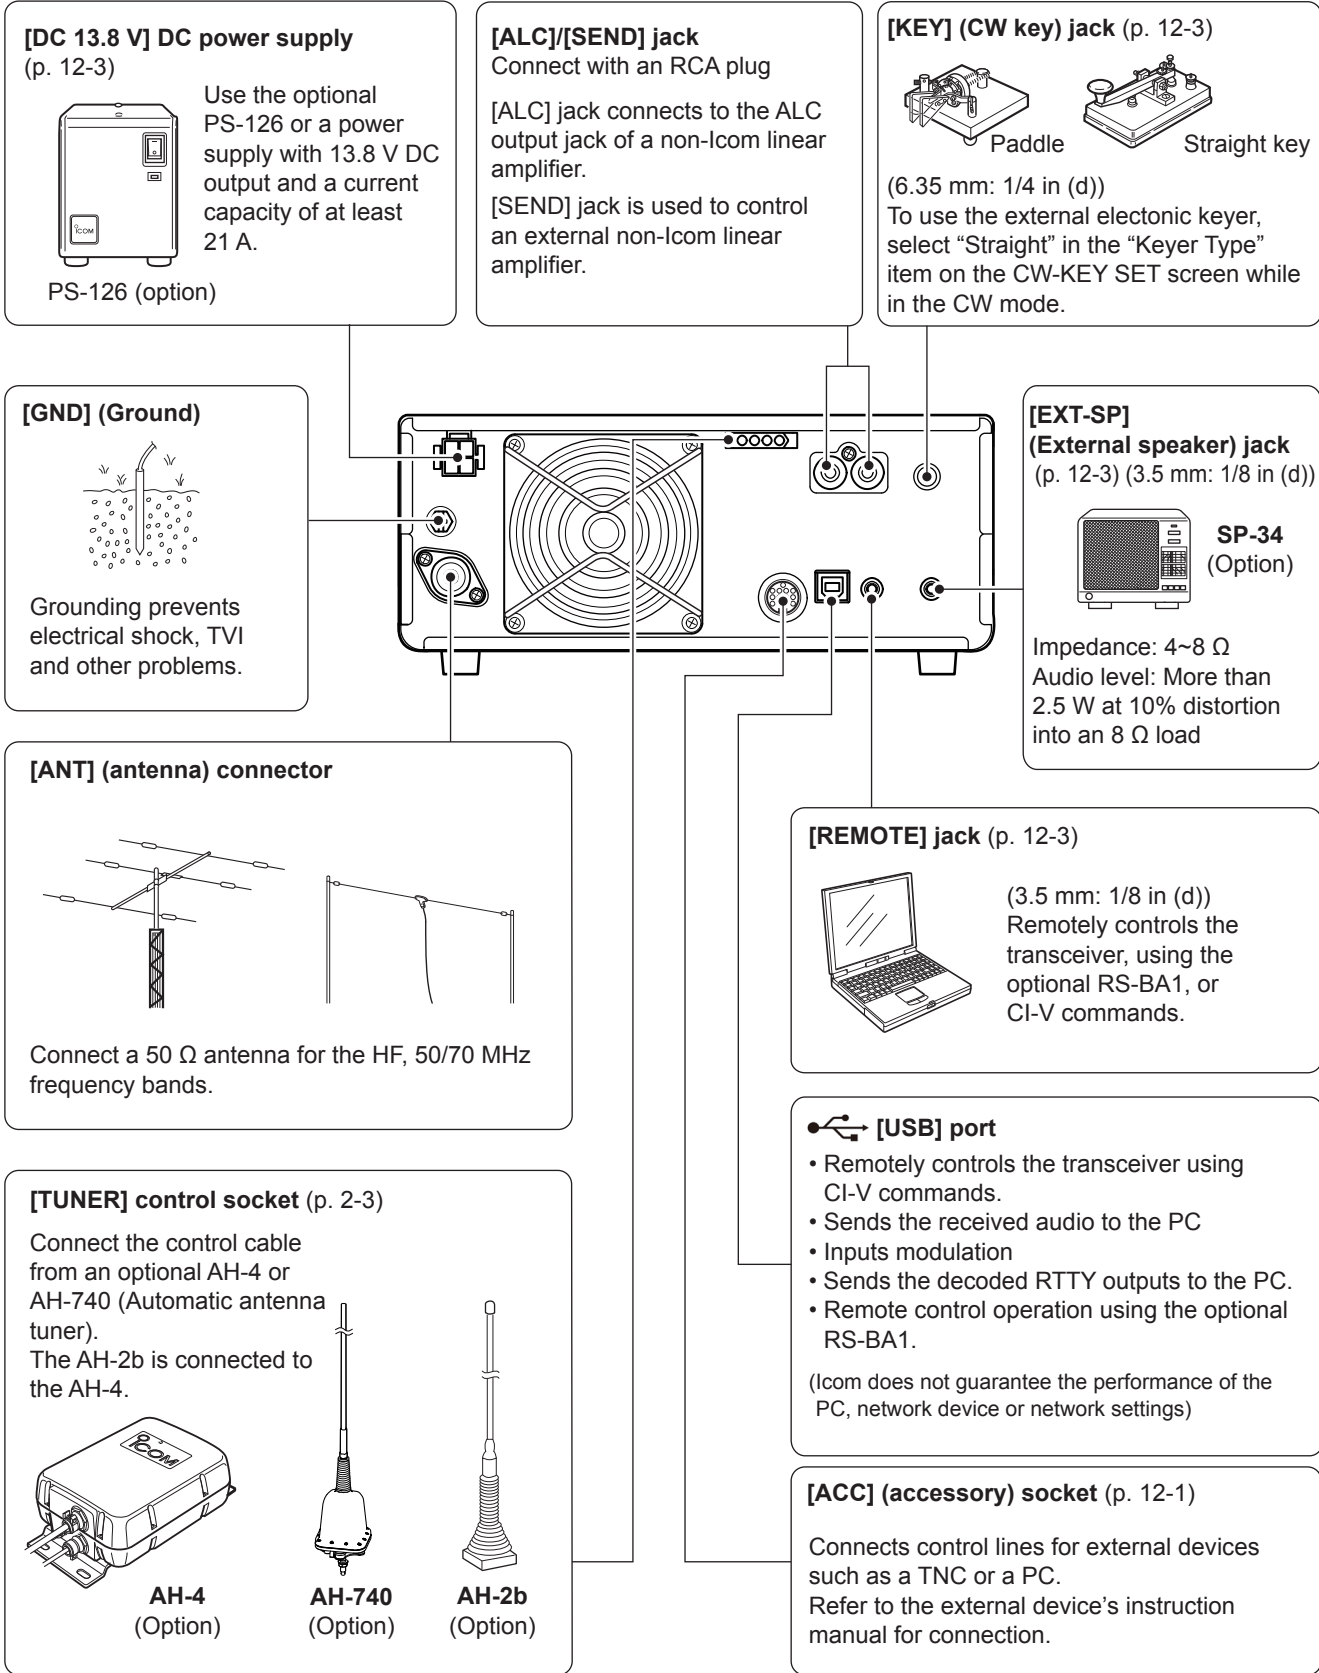 [DC 13.8 V] DC power supply
(p. 12-3)
Use the optional
PS-126 or a power
supply with 13.8 V DC
output and a current
capacity of at least
21 A.
ICOM
PS-126 (option)
[ALC]/[SEND] jack
Connect with an RCA plug
[ALC] jack connects to the ALC
output jack of a non-Icom linear
amplifier.
[SEND] jack is used to control
an external non-Icom linear
amplifier.
[KEY] (CW key) jack (p. 12-3)
Paddle
Straight key
(6.35 mm: 1/4 in (d))
To use the external electonic keyer,
select “Straight” in the “Keyer Type”
item on the CW-KEY SET screen while
in the CW mode.
[GND] (Ground)
Grounding prevents
electrical shock, TVI
and other problems.
[EXT-SP]
(External speaker) jack
(p. 12-3) (3.5 mm: 1/8 in (d))
SP-34
(Option)
Impedance: 4~8 Ω
Audio level: More than
2.5 W at 10% distortion
into an 8 Ω load
[ANT] (antenna) connector
Connect a 50 Ω antenna for the HF, 50/70 MHz
frequency bands.
[REMOTE] jack (p. 12-3)
(3.5 mm: 1/8 in (d))
Remotely controls the
transceiver, using the
optional RS-BA1, or
CI-V commands.
[USB] port
• Remotely controls the transceiver using
CI-V commands.
• Sends the received audio to the PC
• Inputs modulation
• Sends the decoded RTTY outputs to the PC.
• Remote control operation using the optional
RS-BA1.
(Icom does not guarantee the performance of the
PC, network device or network settings)
[TUNER] control socket (p. 2-3)
Connect the control cable
from an optional AH-4 or
AH-740 (Automatic antenna
tuner).
The AH-2b is connected to
the AH-4.
ICOM
AH-4
(Option)
AH-740
(Option)
AH-2b
(Option)
[ACC] (accessory) socket (p. 12-1)
Connects control lines for external devices
such as a TNC or a PC.
Refer to the external device’s instruction
manual for connection.